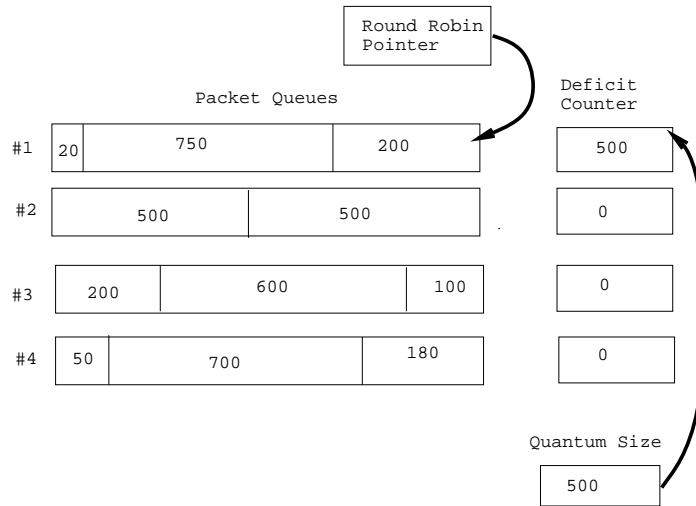 Round Robin
Pointer
Packet Queues
Deficit
Counter
#1 20 750 200 500
#2 500 500 0
#3 200 600 100 0
#4 50 700 180 0
Quantum Size
500